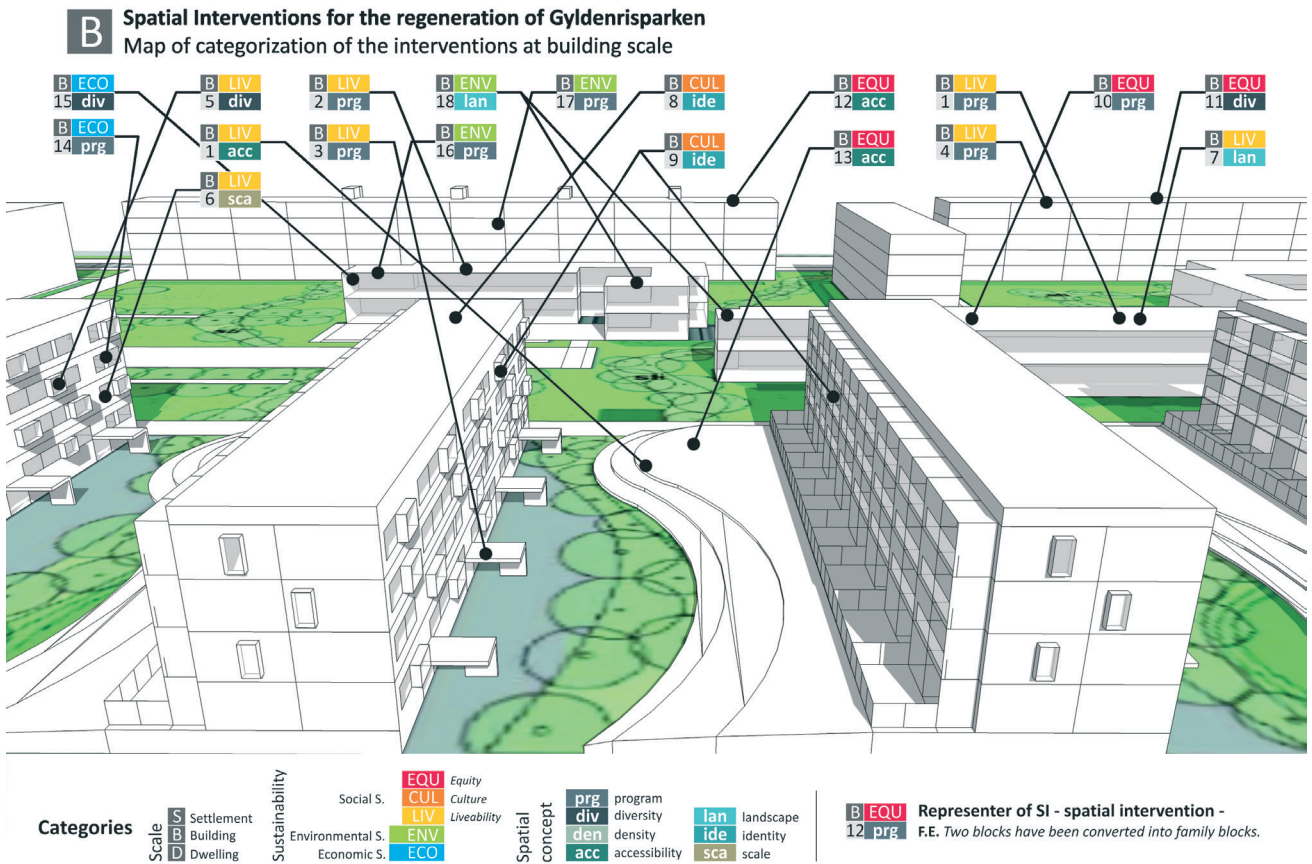 B
Spatial Interventions for the regeneration of Gyldenrisparken
Map of categorization of the interventions at building scale
B ECO
15 div
B LIV
5 div
B LIV
2 prg
B ENV
18 lan
B ENV
17 prg
B CUL
8 ide
B EQU
12 acc
B LIV
1 prg
B EQU
10 prg
B EQU
11 div
B ECO
14 prg
B LIV
1 acc
B LIV
3 prg
B ENV
16 prg
B CUL
9 ide
B EQU
13 acc
B LIV
4 prg
B LIV
7 lan
B LIV
6 sca
Categories
Scale
S Settlement
B Building
D Dwelling
Sustainability
Social S.
EQU Equity
CUL Culture
LIV Liveability
Environmental S. ENV
Economic S. ECO
Spatial
concept
prg program
div diversity
den density
acc accessibility
lan landscape
ide identity
sca scale
B EQU
12 prg
Representer of SI - spatial intervention -
F.E. Two blocks have been converted into family blocks.